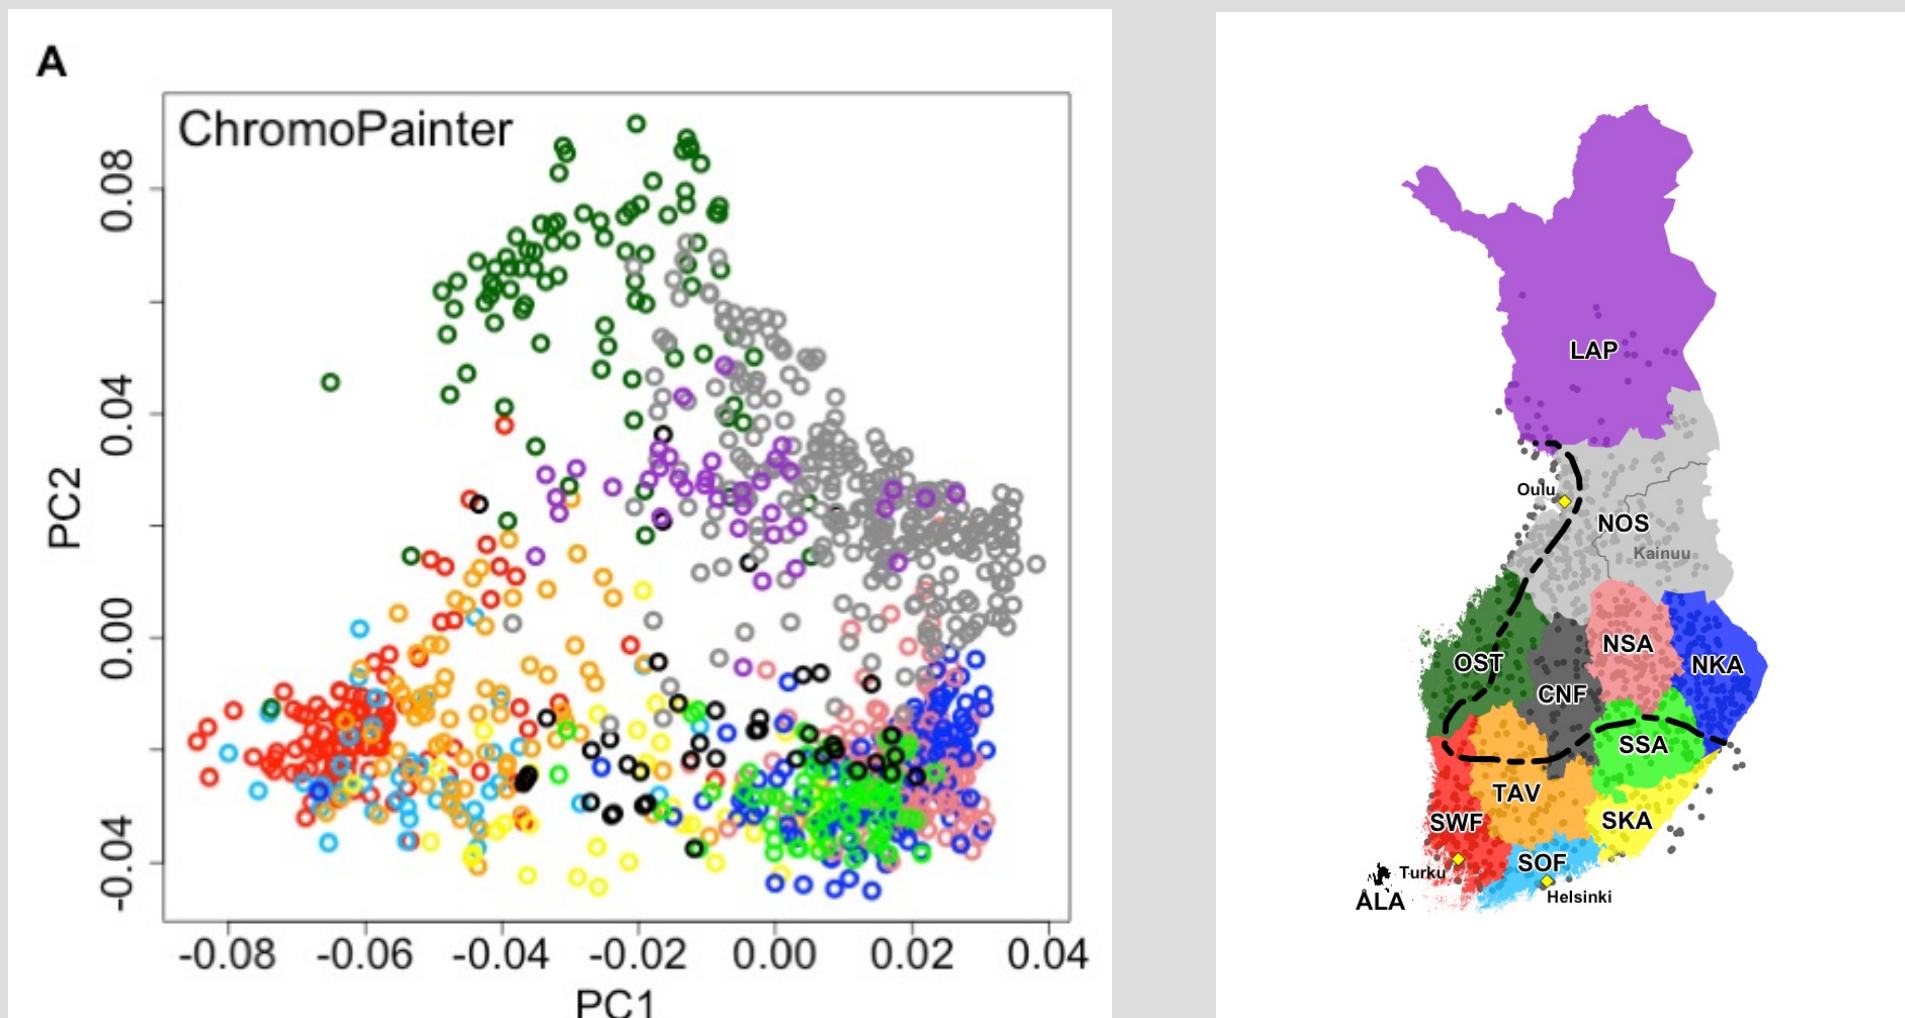 A
ChromoPainter
0.08
0.04
0.00
-0.04
PC2
-0.08 -0.06 -0.04 -0.02 0.00 0.02 0.04
PC1
LAP
Oulu
NOS
Kainuu
NSA
OST
NKA
CNF
SSA
TAV
SWF
SKA
SOF
Turku
ÅLA
Helsinki